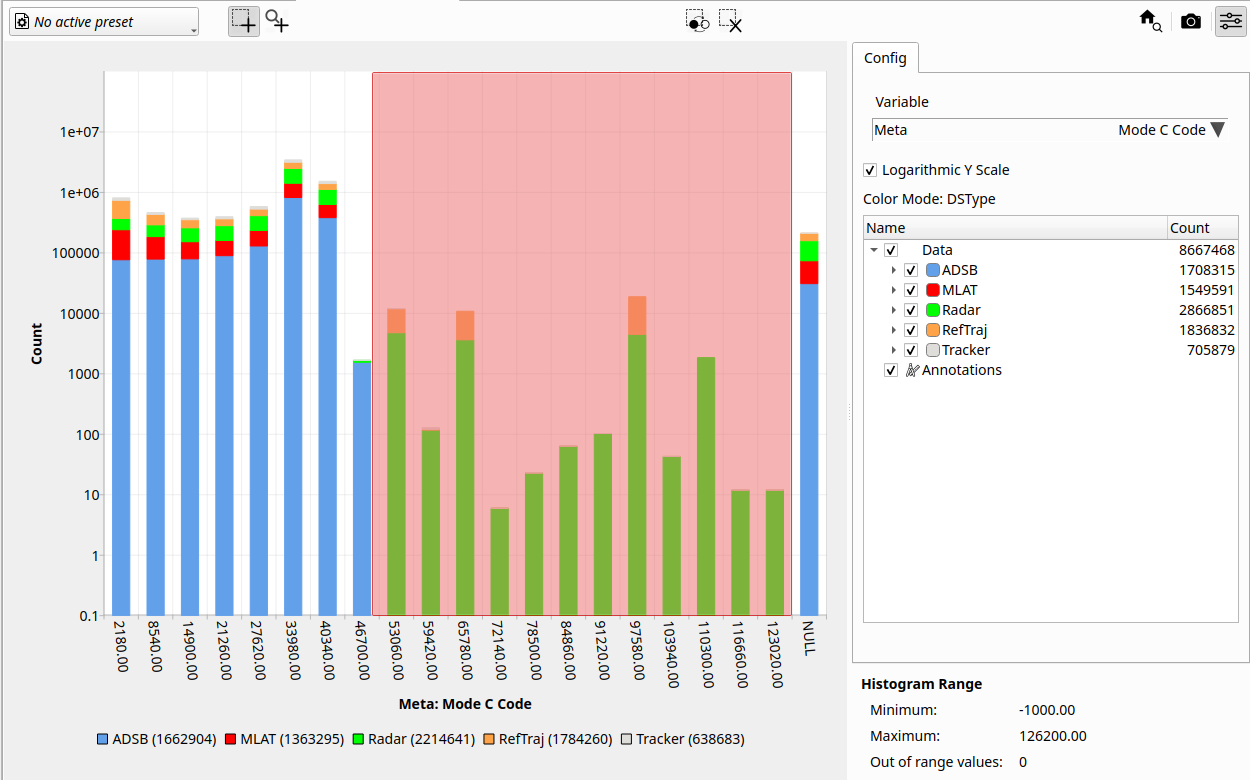 No active preset
Config
Variable
Meta Mode C Code
Logarithmic Y Scale
Color Mode: DSType
Name Count
Data 8667468
ADSB 1708315
MLAT 1549591
Radar 2866851
RefTraj 1836832
Tracker 705879
Annotations
Histogram Range
Minimum: -1000.00
Maximum: 126200.00
Out of range values: 0
Count
1e+07
1e+06
100000
10000
1000
100
10
1
0.1
2180.00
8540.00
14900.00
21260.00
27620.00
33980.00
40340.00
46700.00
53060.00
59420.00
65780.00
72140.00
78500.00
84860.00
91220.00
97580.00
103940.00
110300.00
116660.00
123020.00
NULL
Meta: Mode C Code
ADSB (1662904) MLAT (1363295) Radar (2214641) RefTraj (1784260) Tracker (638683)